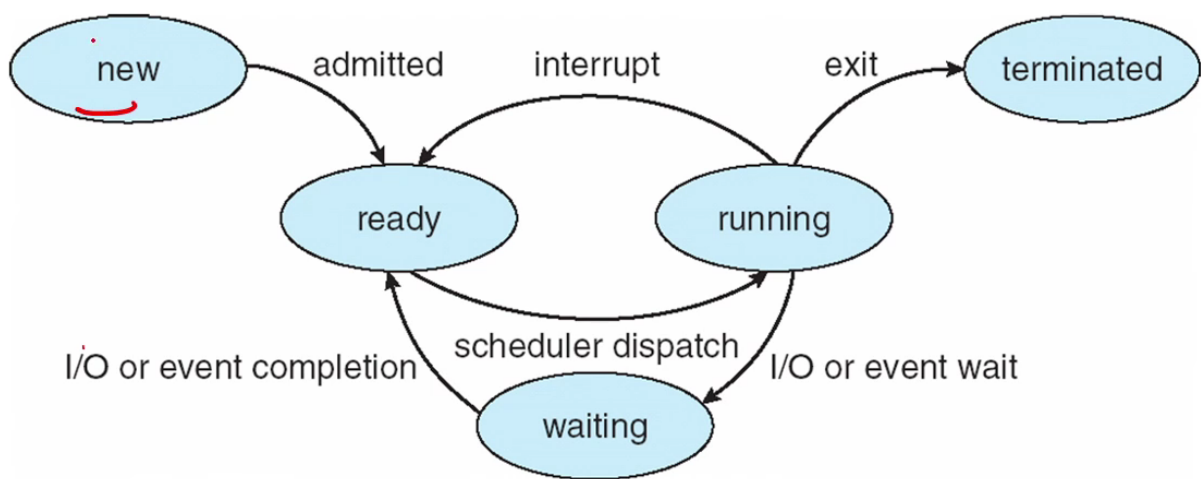 new
admitted
interrupt
exit
terminated
ready
running
I/O or event completion
scheduler dispatch
I/O or event wait
waiting